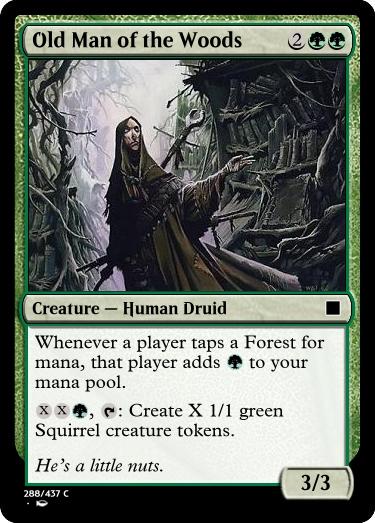 Old Man of the Woods 2
Creature — Human Druid
Whenever a player taps a Forest for
mana, that player adds to your
mana pool.
X X , : Create X 1/1 green
Squirrel creature tokens.
He's a little nuts.
3/3
288/437 C